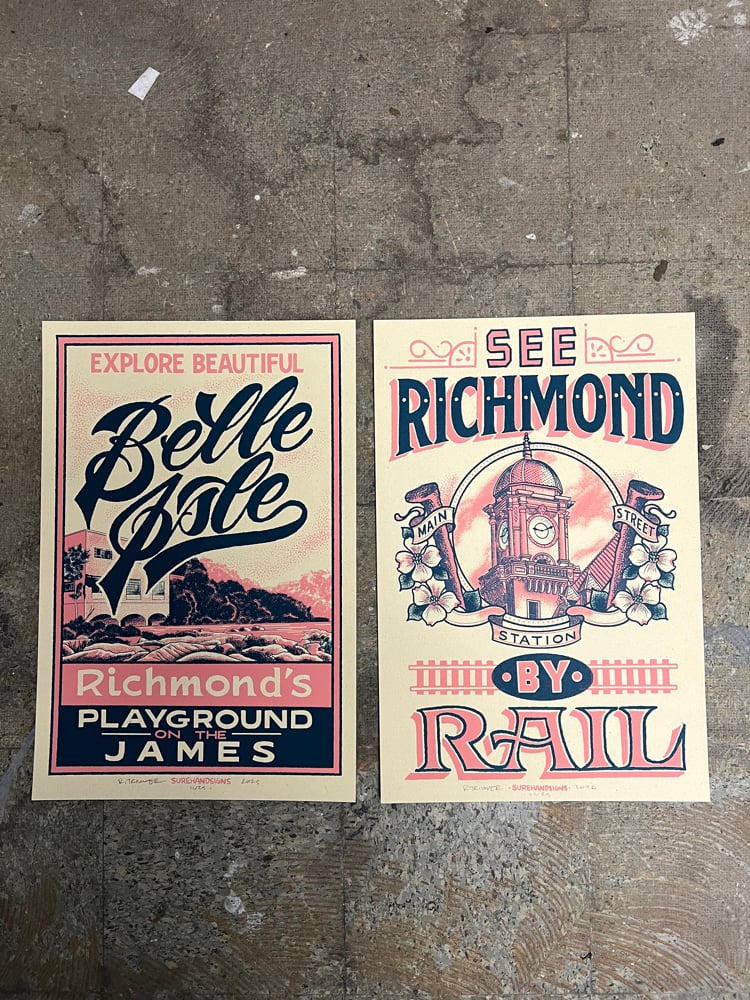 EXPLORE BEAUTIFUL
Belle
Isle
Richmond's
PLAYGROUND
ON THE
JAMES
SUREHANDSIGNS
SEE
RICHMOND
MAIN STREET
STATION
BY
RAIL
SUREHANDSIGNS